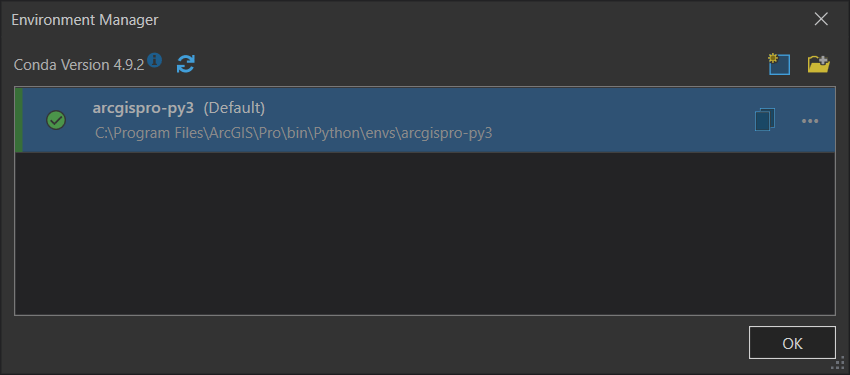 Environment Manager
Conda Version 4.9.2
arcgispro-py3 (Default)
C:\Program Files\ArcGIS\Pro\bin\Python\envs\arcgispro-py3
OK